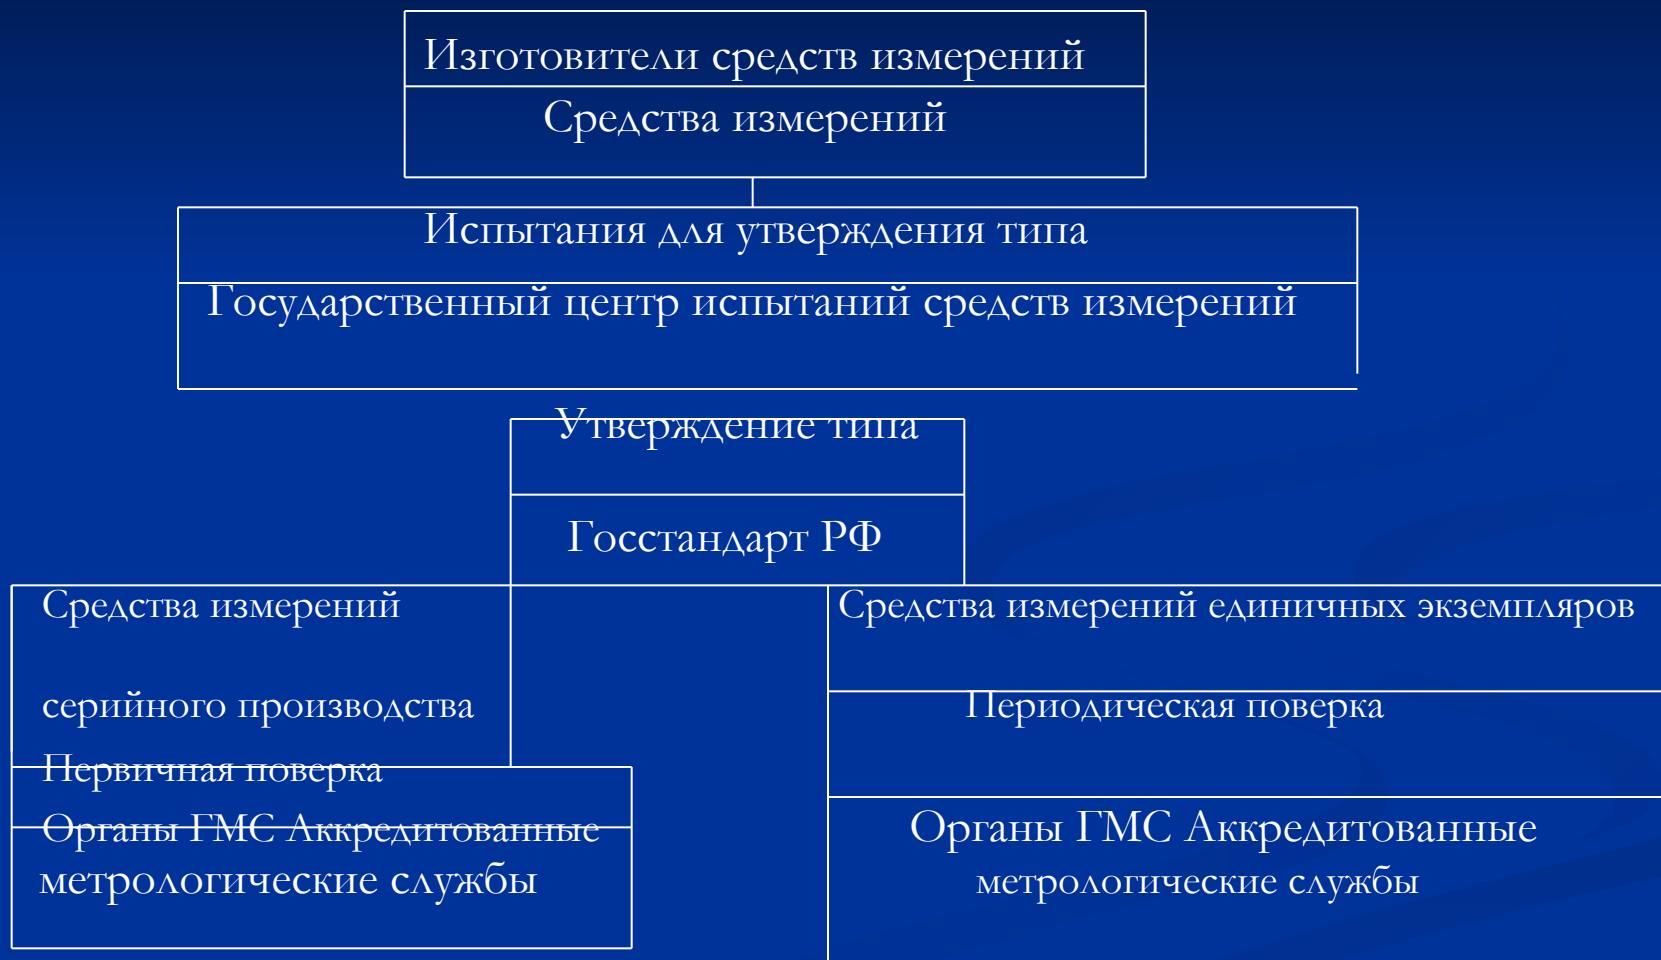 Изготовители средств измерений
Средства измерений
Испытания для утверждения типа
Государственный центр испытаний средств измерений
Утверждение типа
Госстандарт РФ
Средства измерений
серийного производства
Первичная поверка
Органы ГМС Аккредитованные
метрологические службы
Средства измерений единичных экземпляров
Периодическая поверка
Органы ГМС Аккредитованные
метрологические службы